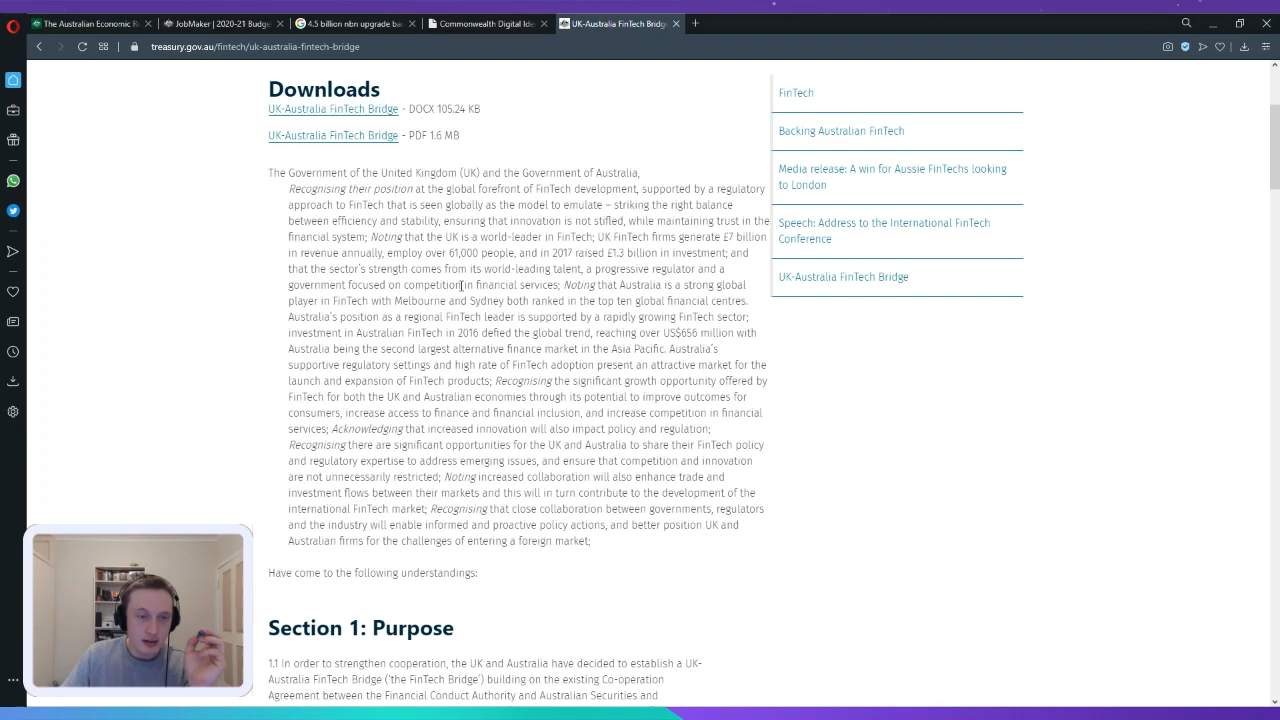 The Australian Economic R
JobMaker | 2020-21 Budge
4.5 billion nbn upgrade ba
Commonwealth Digital Ide
UK-Australia FinTech Bridg
treasury.gov.au/fintech/uk-australia-fintech-bridge
Downloads
UK-Australia FinTech Bridge - DOCX 105.24 KB
UK-Australia FinTech Bridge - PDF 1.6 MB
The Government of the United Kingdom (UK) and the Government of Australia,
Recognising their position at the global forefront of FinTech development, supported by a regulatory
approach to FinTech that is seen globally as the model to emulate – striking the right balance
between efficiency and stability, ensuring that innovation is not stifled, while maintaining trust in the
financial system; Noting that the UK is a world-leader in FinTech; UK FinTech firms generate £7 billion
in revenue annually, employ over 61,000 people, and in 2017 raised £1.3 billion in investment; and
that the sector's strength comes from its world-leading talent, a progressive regulator and a
government focused on competition in financial services; Noting that Australia is a strong global
player in FinTech with Melbourne and Sydney both ranked in the top ten global financial centres.
Australia's position as a regional FinTech leader is supported by a rapidly growing FinTech sector;
investment in Australian FinTech in 2016 defied the global trend, reaching over US$656 million with
Australia being the second largest alternative finance market in the Asia Pacific. Australia's
supportive regulatory settings and high rate of FinTech adoption present an attractive market for the
launch and expansion of FinTech products; Recognising the significant growth opportunity offered by
FinTech for both the UK and Australian economies through its potential to improve outcomes for
consumers, increase access to finance and financial inclusion, and increase competition in financial
services; Acknowledging that increased innovation will also impact policy and regulation;
Recognising there are significant opportunities for the UK and Australia to share their FinTech policy
and regulatory expertise to address emerging issues, and ensure that competition and innovation
are not unnecessarily restricted; Noting increased collaboration will also enhance trade and
investment flows between their markets and this will in turn contribute to the development of the
international FinTech market; Recognising that close collaboration between governments, regulators
and the industry will enable informed and proactive policy actions, and better position UK and
Australian firms for the challenges of entering a foreign market;
Have come to the following understandings:
Section 1: Purpose
1.1 In order to strengthen cooperation, the UK and Australia have decided to establish a UK-
Australia FinTech Bridge ('the FinTech Bridge') building on the existing Co-operation
Agreement between the Financial Conduct Authority and Australian Securities and
FinTech
Backing Australian FinTech
Media release: A win for Aussie FinTechs looking
to London
Speech: Address to the International FinTech
Conference
UK-Australia FinTech Bridge